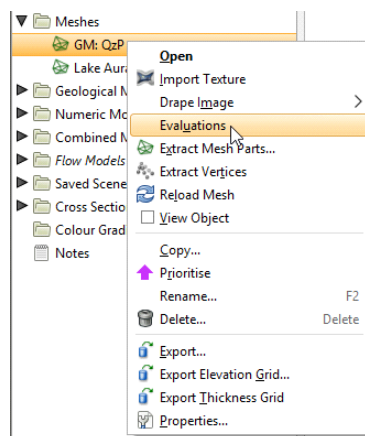 Meshes
GM: QzP
Lake Aura
Geological M
Numeric Mo
Combined M
Flow Models
Saved Scene
Cross Sectio
Colour Grad
Notes
Open
Import Texture
Drape Image
Evaluations
Extract Mesh Parts...
Extract Vertices
Reload Mesh
View Object
Copy...
Prioritise
Rename... F2
Delete... Delete
Export...
Export Elevation Grid...
Export Thickness Grid
Properties...